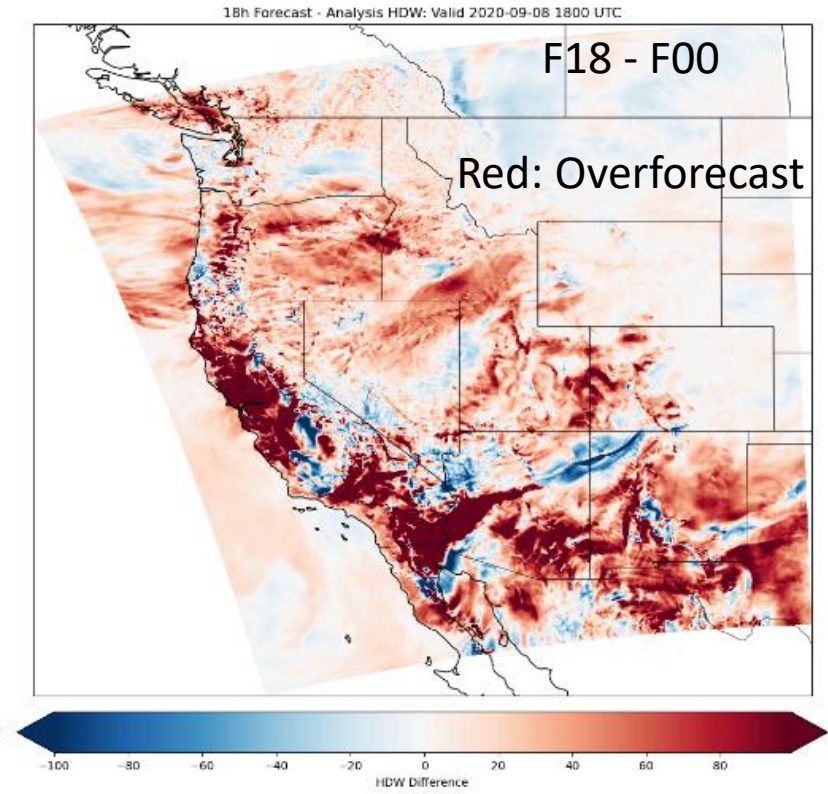 18h Forecast - Analysis HDW: Valid 2020-09-08 1800 UTC
F18 - F00
Red: Overforecast
−100 −80 −60 −40 −20 0 20 40 60 80
HDW Difference